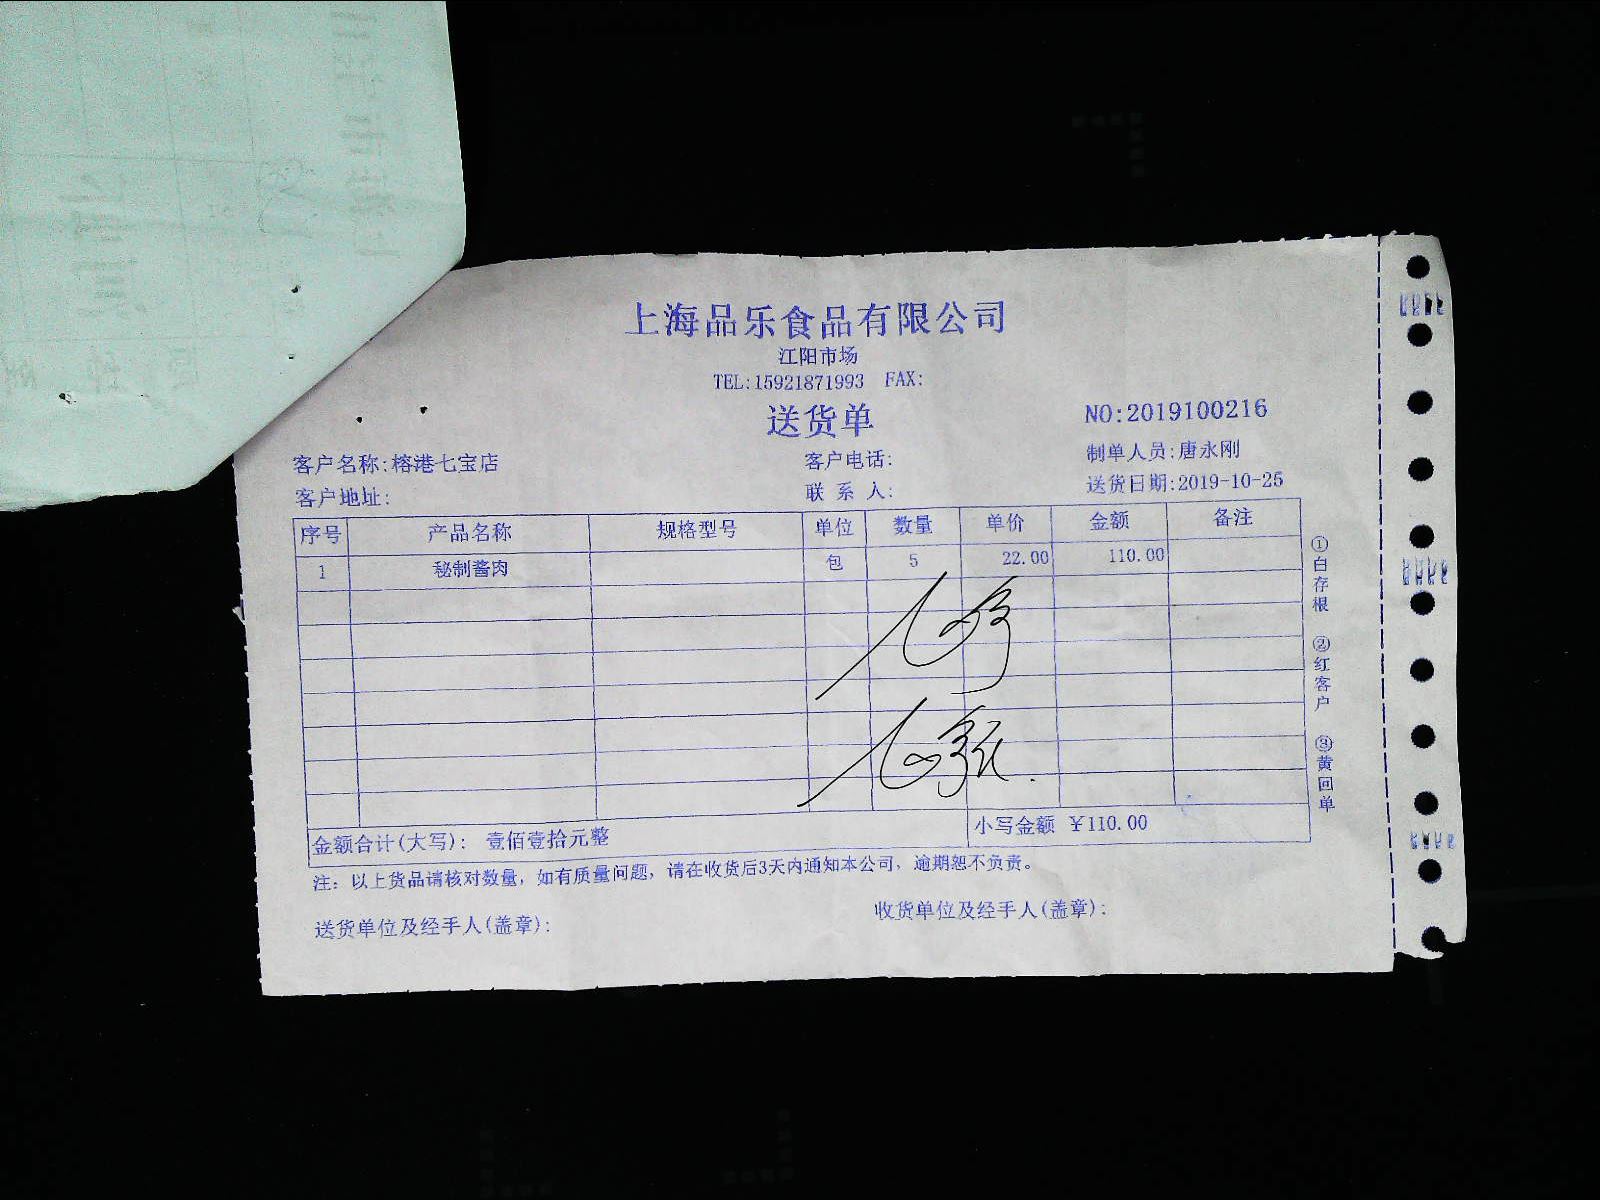 上海品乐食品有限公司
江阳市场
TEL:15921871993 FAX:
送货单
NO:2019100216
客户名称:榕港七宝店 客户电话: 制单人员:唐永刚
客户地址: 联系人: 送货日期:2019-10-25
序号 产品名称 规格型号 单位 数量 单价 金额 备注
1 秘制酱肉 包 5 22.00 110.00
金额合计(大写): 壹佰壹拾元整 小写金额 ¥110.00
注: 以上货品请核对数量, 如有质量问题, 请在收货后3天内通知本公司, 逾期恕不负责。
送货单位及经手人(盖章): 收货单位及经手人(盖章):
①白存根 ②红客户 ③黄回单